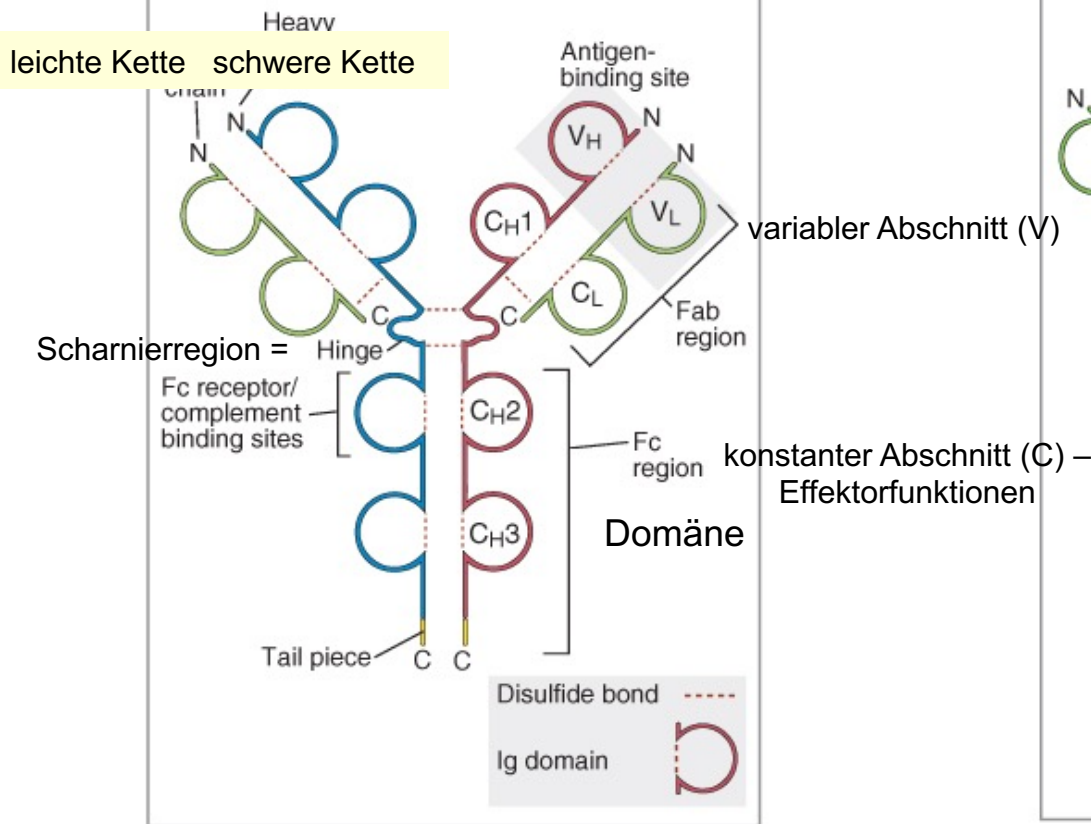 Heavy
leichte Kette schwere Kette
chain
N
N
Antigen-
binding site
N
N
VH
VL
CH1
CL
variabler Abschnitt (V)
Fab
region
C
C
Scharnierregion =
Hinge
Fc receptor/
complement
binding sites
CH2
Fc
region
konstanter Abschnitt (C) –
Effektorfunktionen
CH3
Domäne
Tail piece
C C
Disulfide bond
Ig domain
N